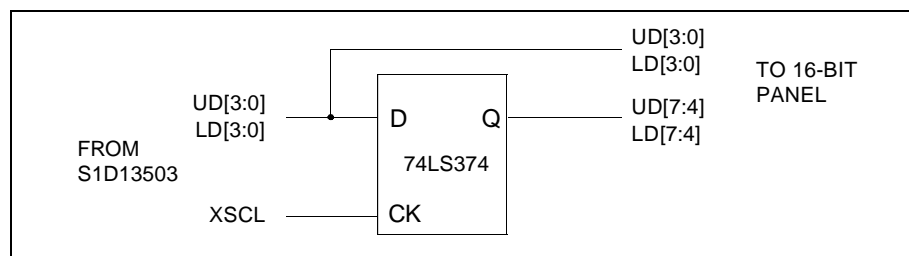 UD[3:0]
LD[3:0]
TO 16-BIT
PANEL
UD[3:0]
LD[3:0]
D
Q
UD[7:4]
LD[7:4]
FROM
S1D13503
74LS374
XSCL
CK